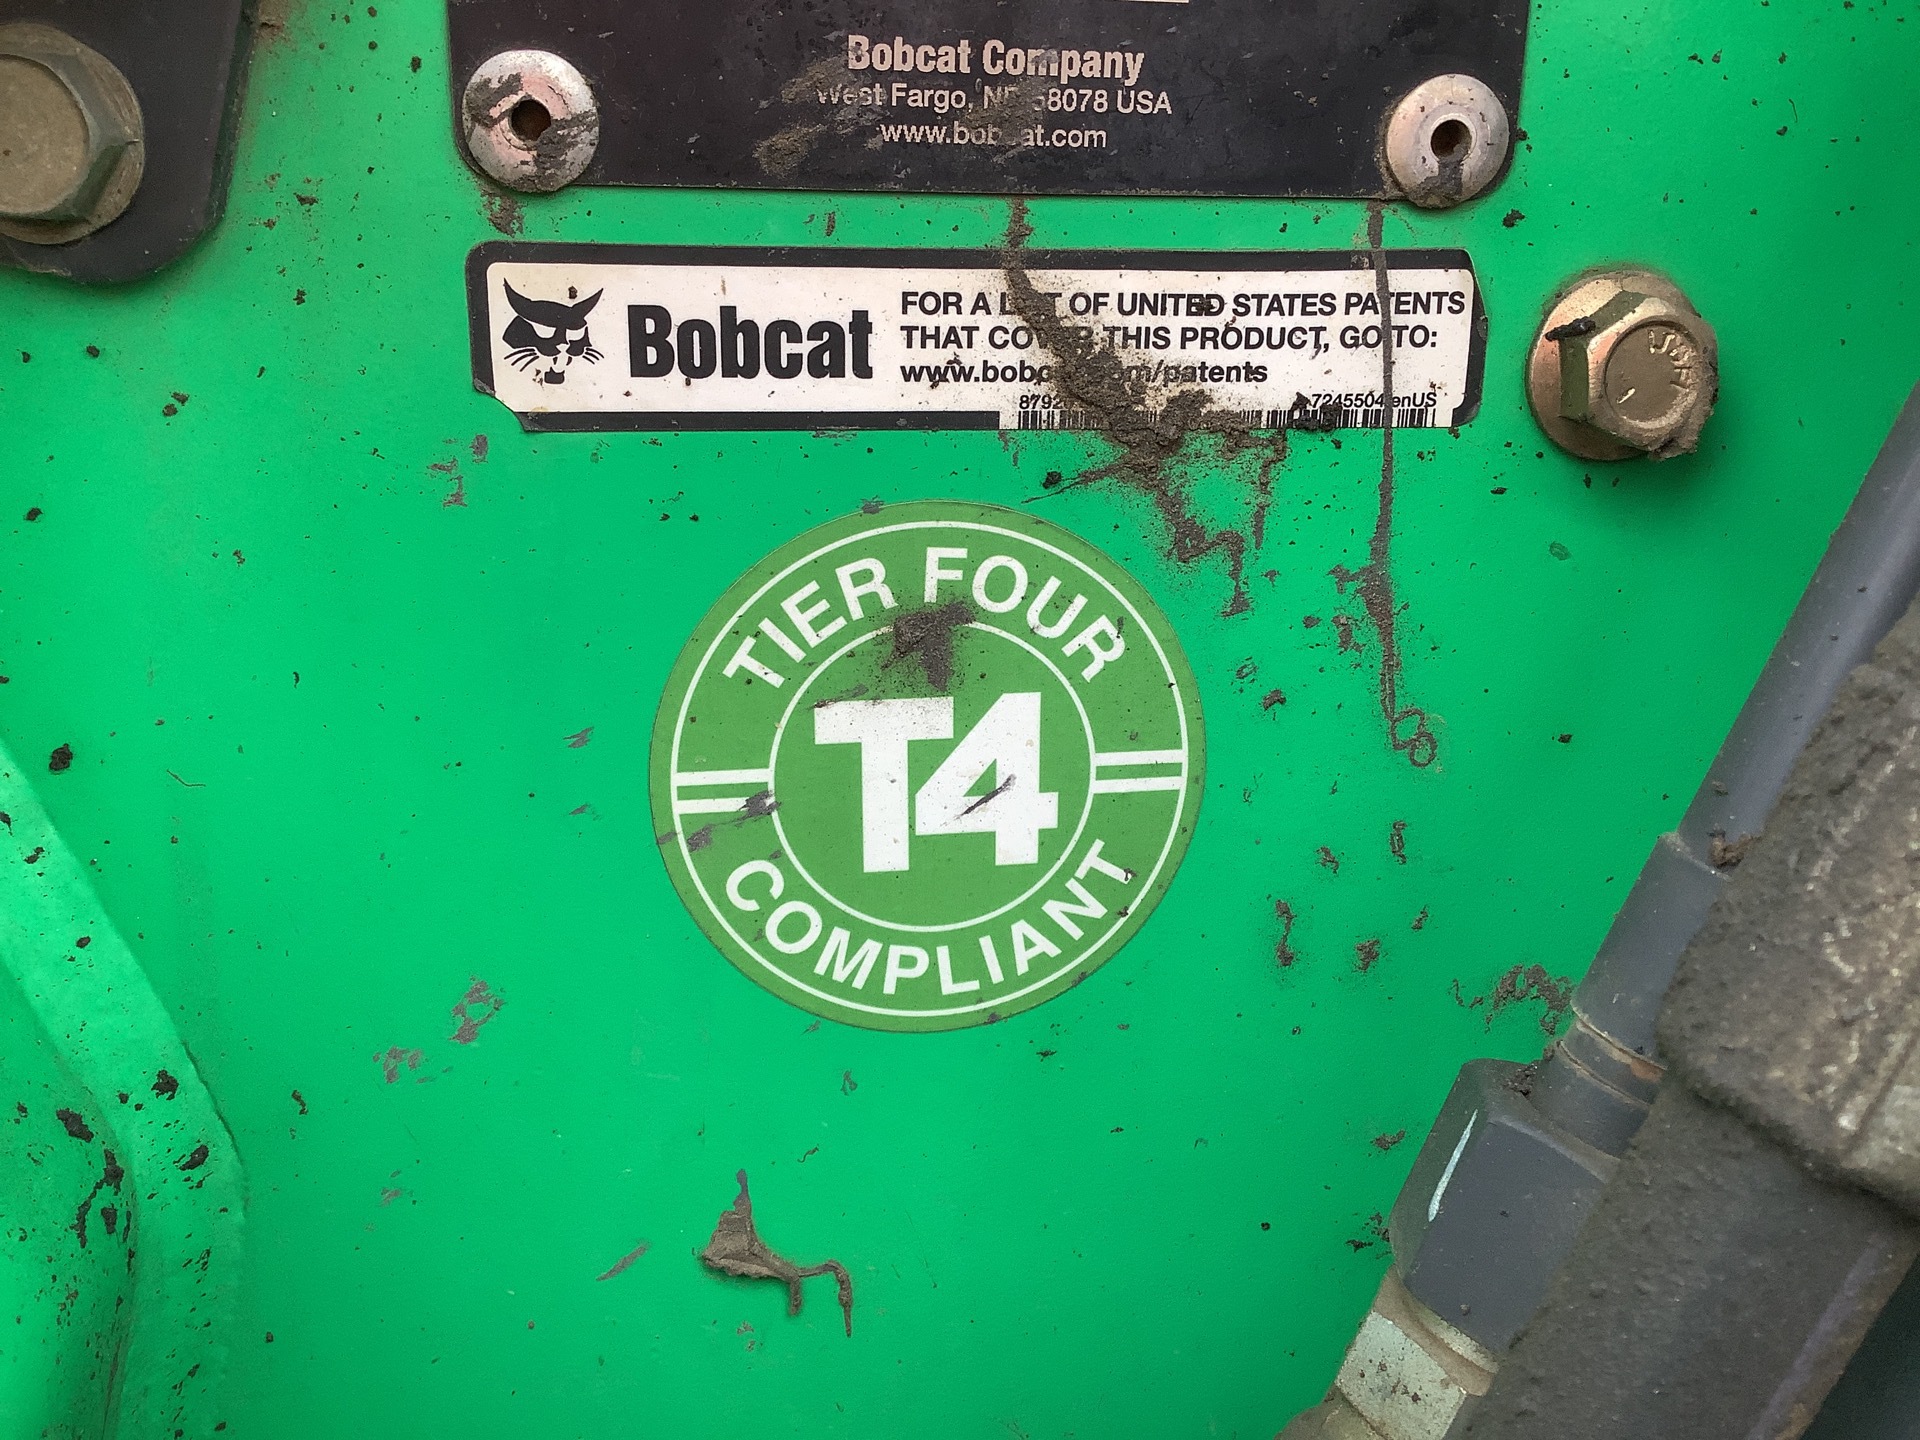 Bobcat Company
West Fargo, ND 58078 USA
www.bobcat.com
Bobcat
FOR A LIST OF UNITED STATES PATENTS
THAT COVER THIS PRODUCT, GO TO:
www.bobcat.com/patents
7245504 enUS
TIER FOUR
T4
COMPLIANT